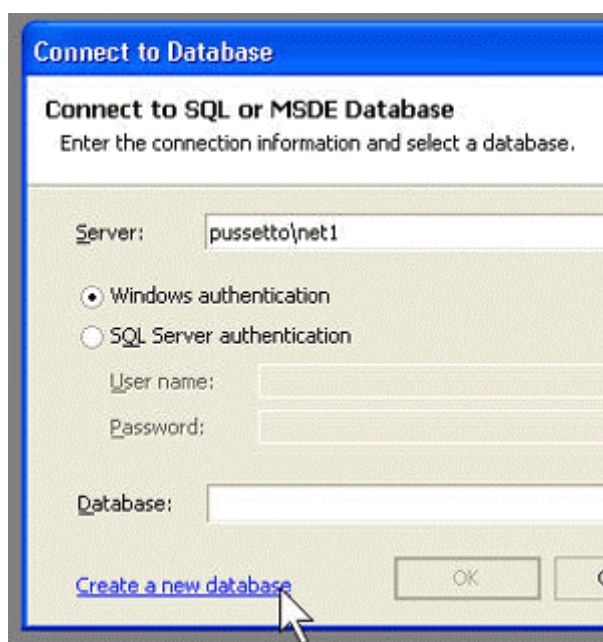 Connect to Database
Connect to SQL or MSDE Database
Enter the connection information and select a database.
Server: pussetto\net1
Windows authentication
SQL Server authentication
User name:
Password:
Database:
Create a new database OK